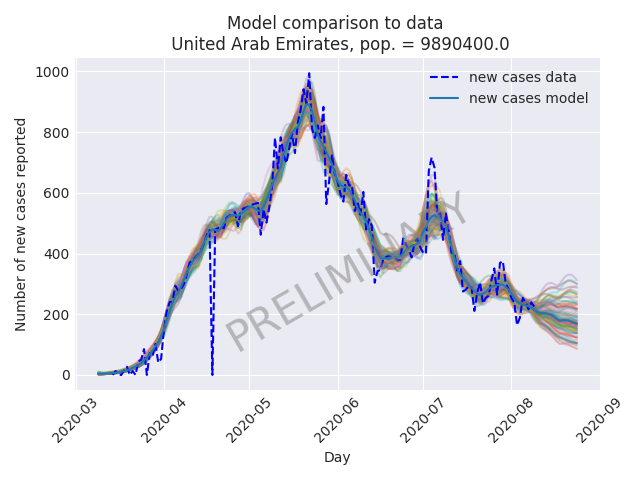 Model comparison to data
United Arab Emirates, pop. = 9890400.0
new cases data
new cases model
1000
800
600
400
200
0
Number of new cases reported
PRELIMINARY
2020-03
2020-04
2020-05
2020-06
2020-07
2020-08
2020-09
Day